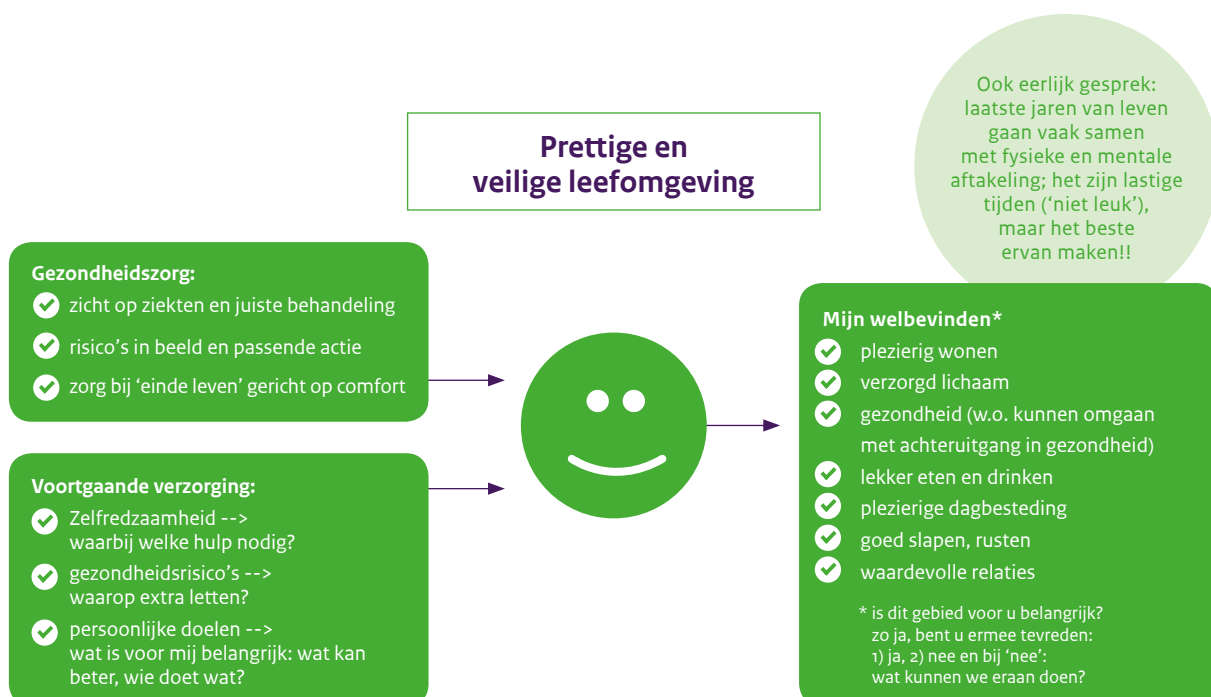 Ook eerlijk gesprek:
laatste jaren van leven
gaan vaak samen
met fysieke en mentale
aftakeling; het zijn lastige
tijden (‘niet leuk’),
maar het beste
ervan maken!!
Prettige en
veilige leefomgeving
Gezondheidszorg:
zicht op ziekten en juiste behandeling
risico’s in beeld en passende actie
zorg bij ‘einde leven’ gericht op comfort
Voortgaande verzorging:
Zelfredzaamheid -->
waarbij welke hulp nodig?
gezondheidsrisico’s -->
waarop extra letten?
persoonlijke doelen -->
wat is voor mij belangrijk: wat kan
beter, wie doet wat?
Mijn welbevinden*
plezierig wonen
verzorgd lichaam
gezondheid (w.o. kunnen omgaan
met achteruitgang in gezondheid)
lekker eten en drinken
plezierige dagbesteding
goed slapen, rusten
waardevolle relaties
* is dit gebied voor u belangrijk?
zo ja, bent u ermee tevreden:
1) ja, 2) nee en bij ‘nee’:
wat kunnen we eraan doen?